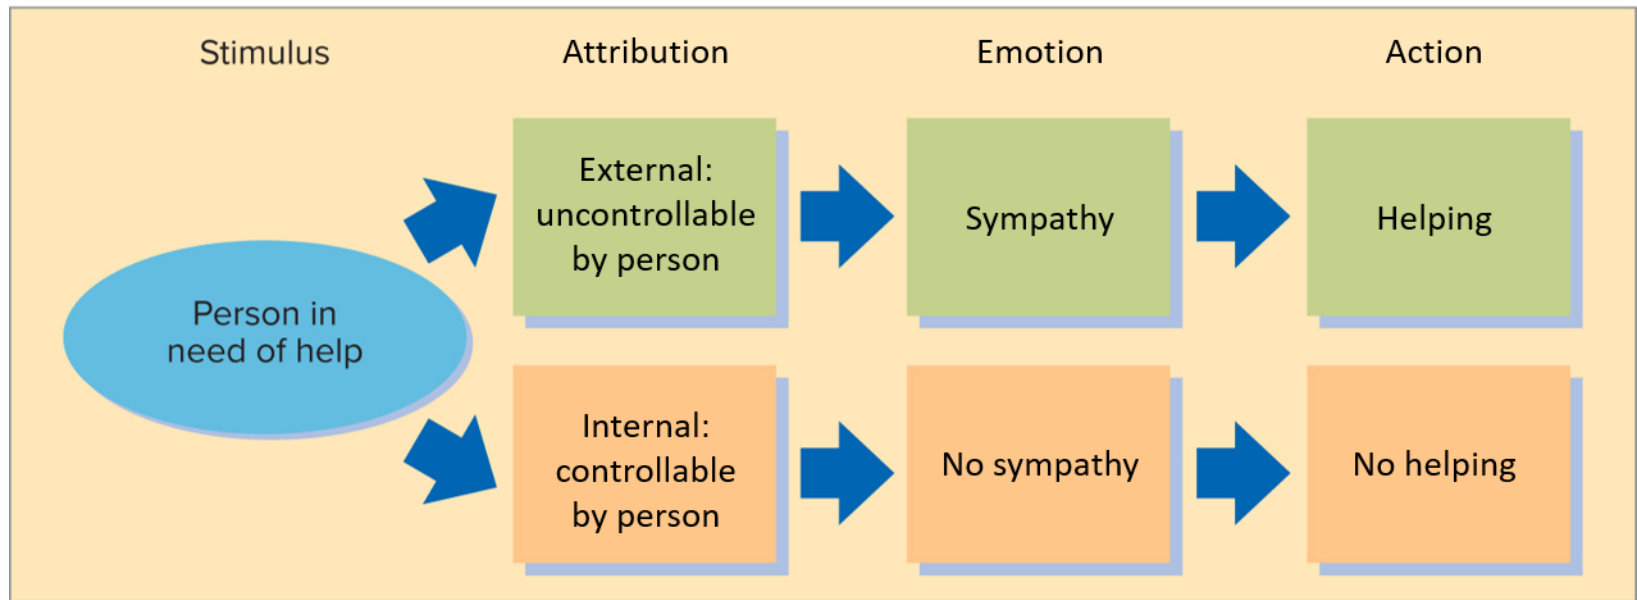 Stimulus
Attribution
Emotion
Action
Person in
need of help
External:
uncontrollable
by person
Sympathy
Helping
Internal:
controllable
by person
No sympathy
No helping